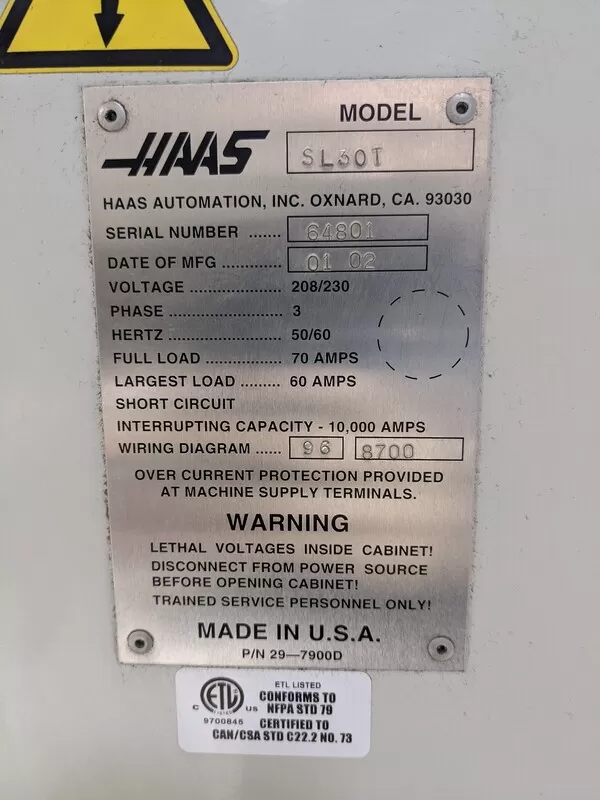 MODEL
HAAS SL30T
HAAS AUTOMATION, INC. OXNARD, CA. 93030
SERIAL NUMBER ....... 64801
DATE OF MFG ............. 01 02
VOLTAGE .................... 208/230
PHASE ......................... 3
HERTZ ......................... 50/60
FULL LOAD ................. 70 AMPS
LARGEST LOAD ......... 60 AMPS
SHORT CIRCUIT
INTERRUPTING CAPACITY - 10,000 AMPS
WIRING DIAGRAM ...... 96 8700
OVER CURRENT PROTECTION PROVIDED
AT MACHINE SUPPLY TERMINALS.
WARNING
LETHAL VOLTAGES INSIDE CABINET!
DISCONNECT FROM POWER SOURCE
BEFORE OPENING CABINET!
TRAINED SERVICE PERSONNEL ONLY!
MADE IN U.S.A.
P/N 29—7900D
ETL LISTED
CONFORMS TO
NFPA STD 79
C ETL US
9700845 CERTIFIED TO
CAN/CSA STD C22.2 NO. 73